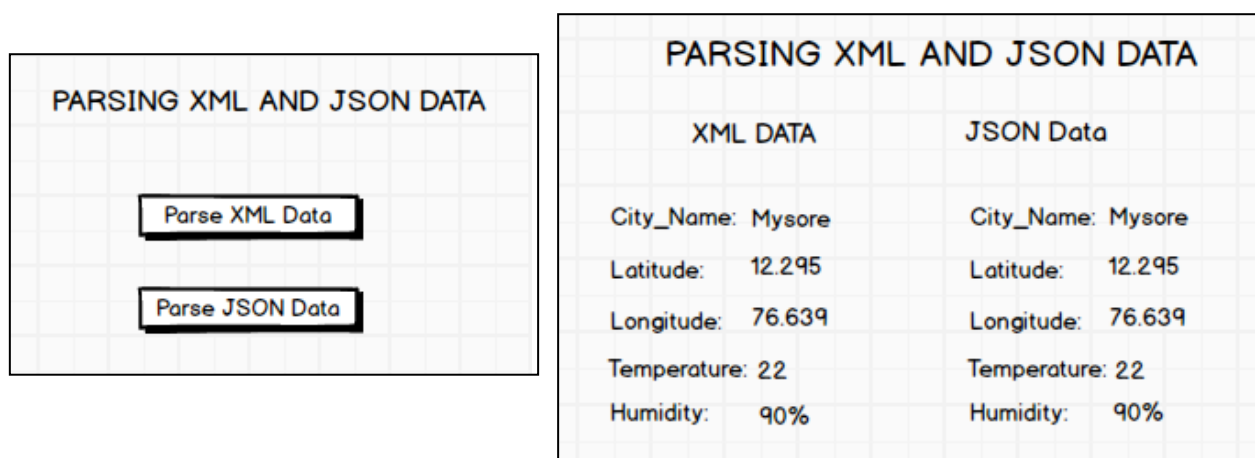 PARSING XML AND JSON DATA
Parse XML Data
Parse JSON Data
PARSING XML AND JSON DATA
XML DATA JSON Data
City_Name: Mysore City_Name: Mysore
Latitude: 12.295 Latitude: 12.295
Longitude: 76.639 Longitude: 76.639
Temperature: 22 Temperature: 22
Humidity: 90% Humidity: 90%